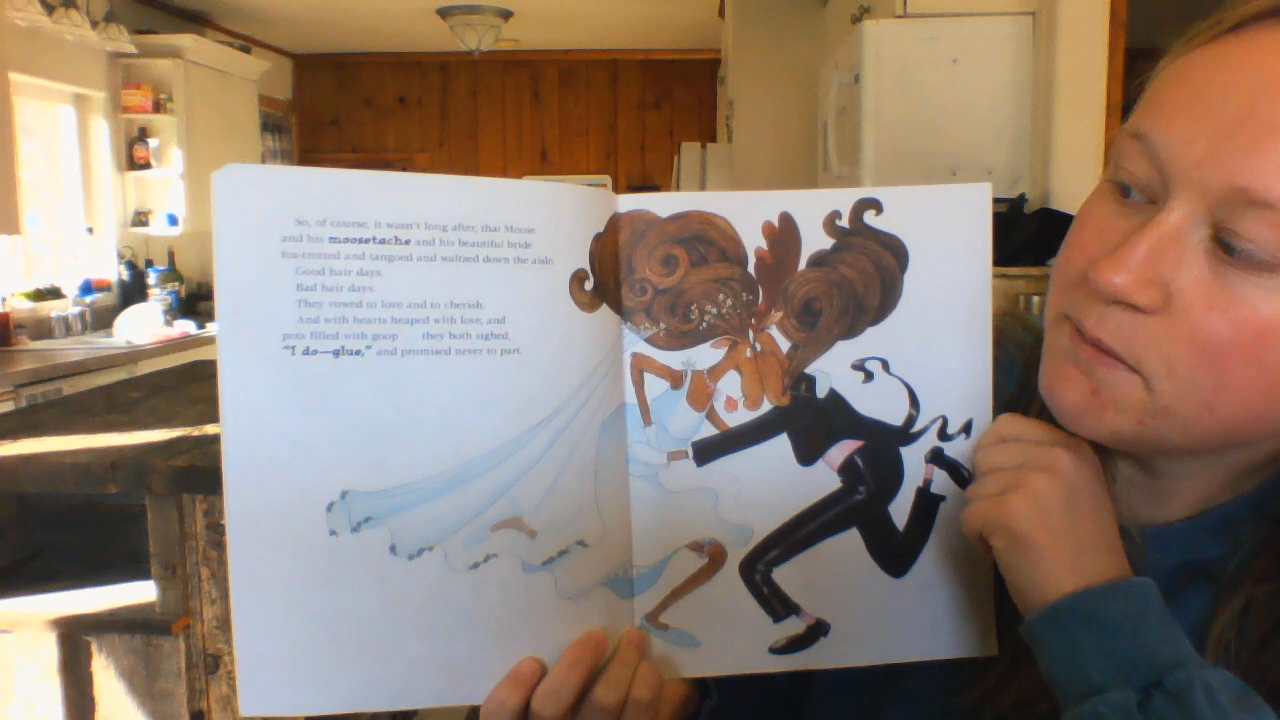 So, of course, it wasn't long after, that Moose
and his moosetache and his beautiful bride
fox-trotted and tangoed and waltzed down the aisle.
Good hair days.
Bad hair days.
They vowed to love and to cherish.
And with hearts heaped with love, and
pots filled with goop they both sighed,
"I do—glue," and promised never to part.